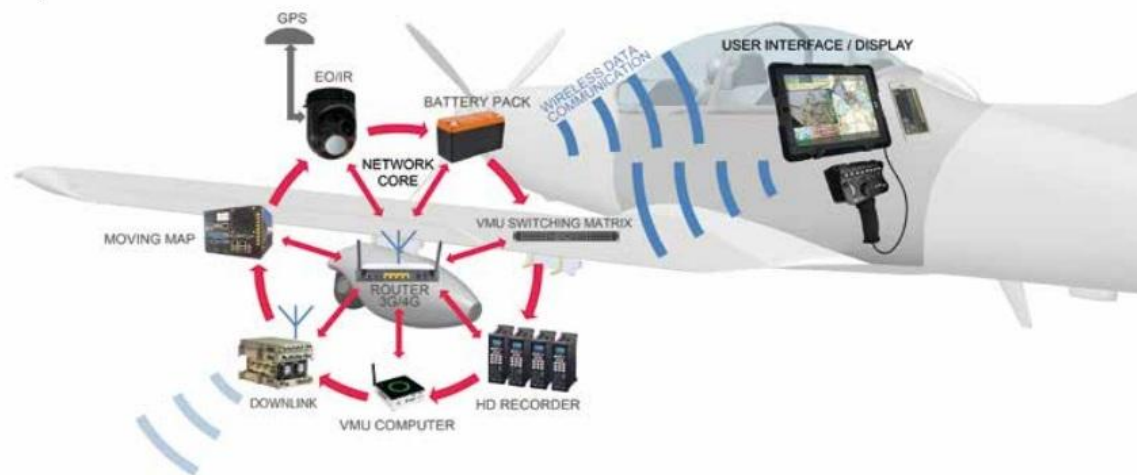 GPS
EO/IR
BATTERY PACK
WIRELESS DATA
COMMUNICATION
USER INTERFACE / DISPLAY
NETWORK
CORE
MOVING MAP
VMU SWITCHING MATRIX
ROUTER
3G/4G
DOWNLINK
VMU COMPUTER
HD RECORDER